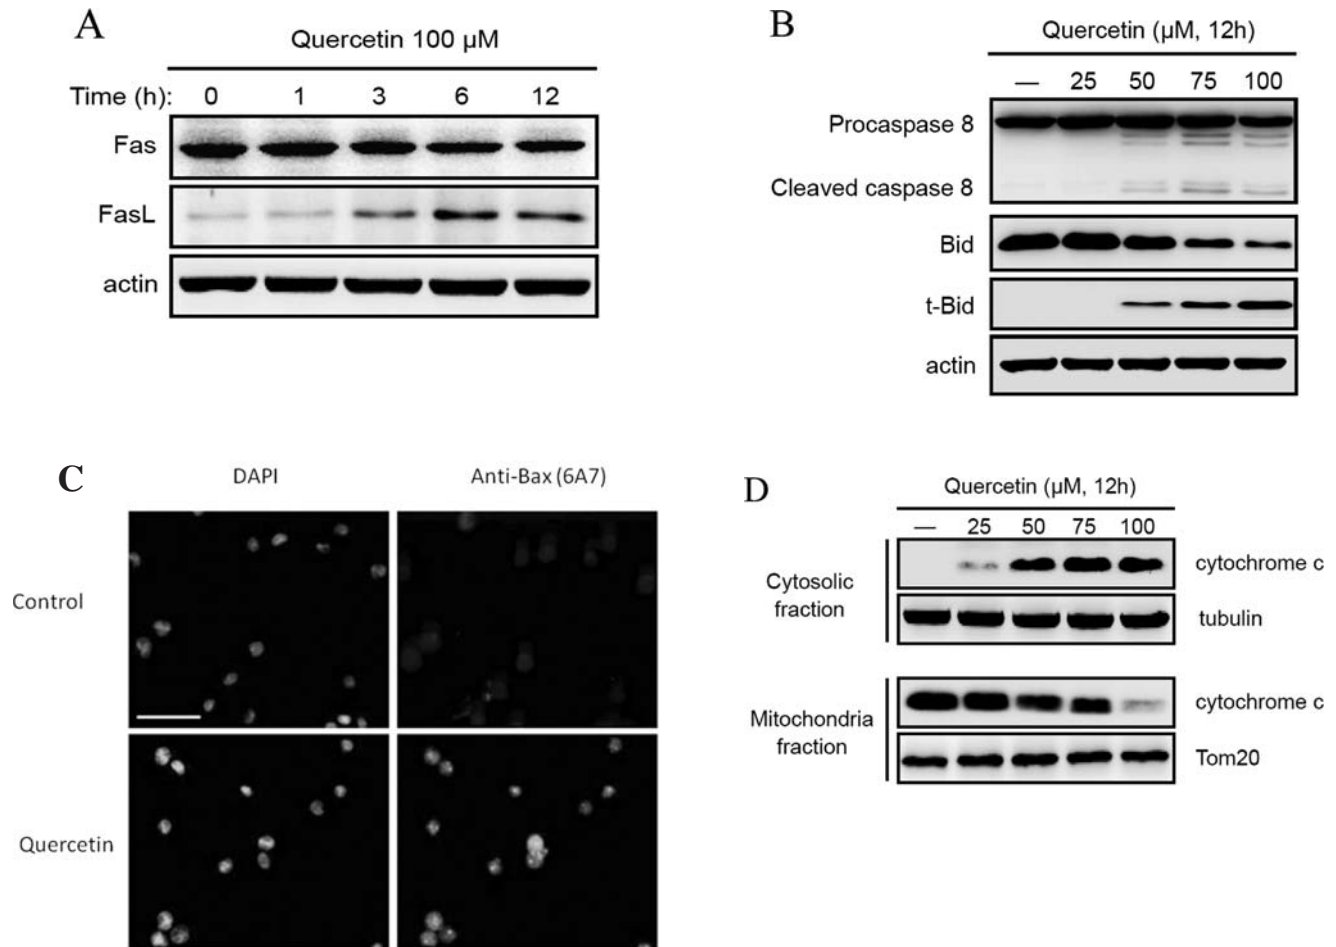 A
Quercetin 100 µM
Time (h): 0 1 3 6 12
Fas
FasL
actin
B
Quercetin (µM, 12h)
— 25 50 75 100
Procaspase 8
Cleaved caspase 8
Bid
t-Bid
actin
C
DAPI Anti-Bax (6A7)
Control
Quercetin
D
Quercetin (µM, 12h)
— 25 50 75 100
Cytosolic
fraction
cytochrome c
tubulin
Mitochondria
fraction
cytochrome c
Tom20